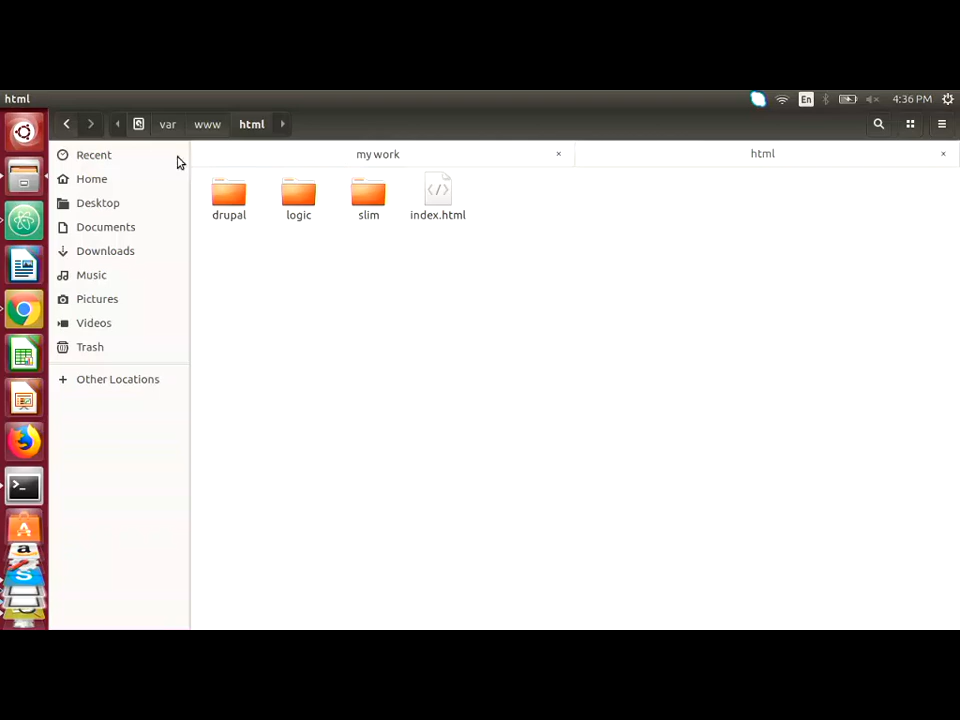 html
En
4:36 PM
var
www
html
Recent
Home
Desktop
Documents
Downloads
Music
Pictures
Videos
Trash
Other Locations
my work
html
drupal
logic
slim
index.html